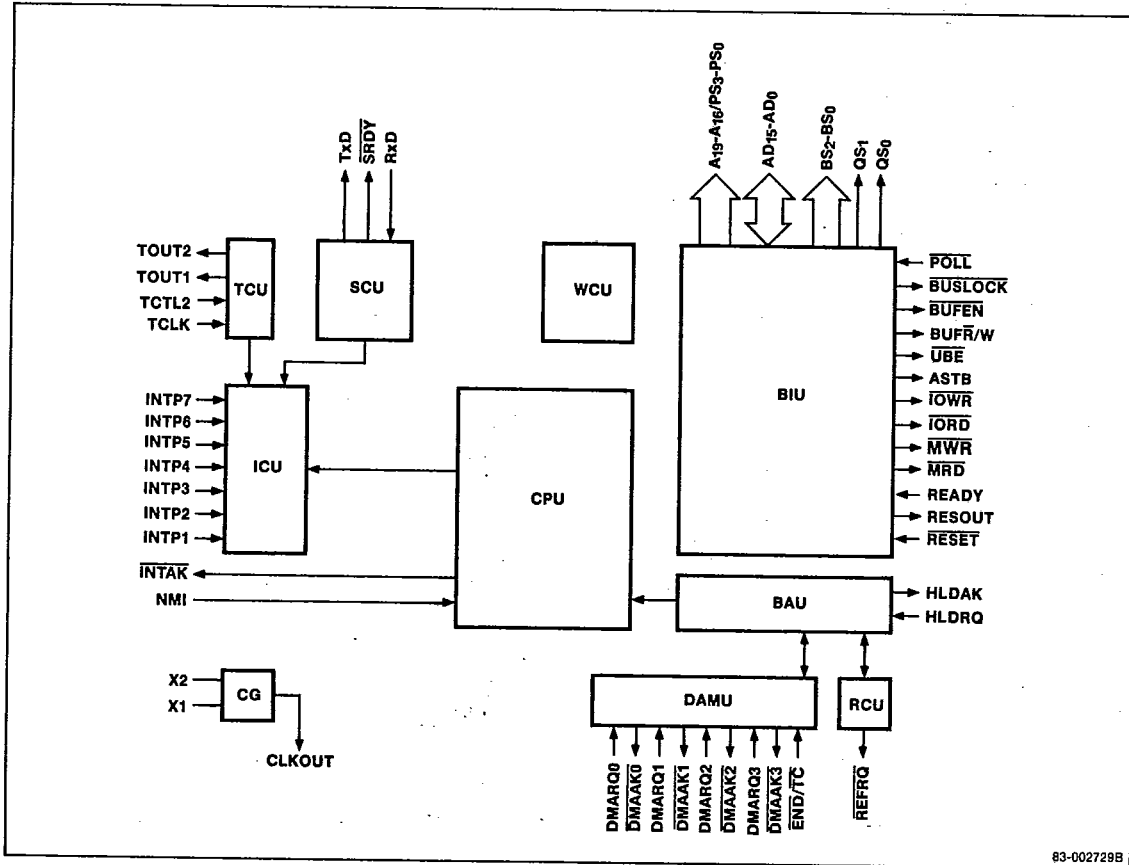 TxD
SRDY
RxD
A19-A16/PS3-PS0
AD15-AD0
BS2-BS0
QS1
QS0
TOUT2
TOUT1
TCTL2
TCLK
TCU
SCU
WCU
BIU
POLL
BUSLOCK
BUFEN
BUFR/W
UBE
ASTB
IOWR
IORD
MWR
MRD
READY
RESOUT
RESET
INTP7
INTP6
INTP5
INTP4
INTP3
INTP2
INTP1
ICU
CPU
INTAK
NMI
BAU
HLDAK
HLDRQ
X2
X1
CG
CLKOUT
DAMU
RCU
DMARQ0
DMAAK0
DMARQ1
DMAAK1
DMARQ2
DMAAK2
DMARQ3
DMAAK3
END/TC
REFRQ
83-002729B